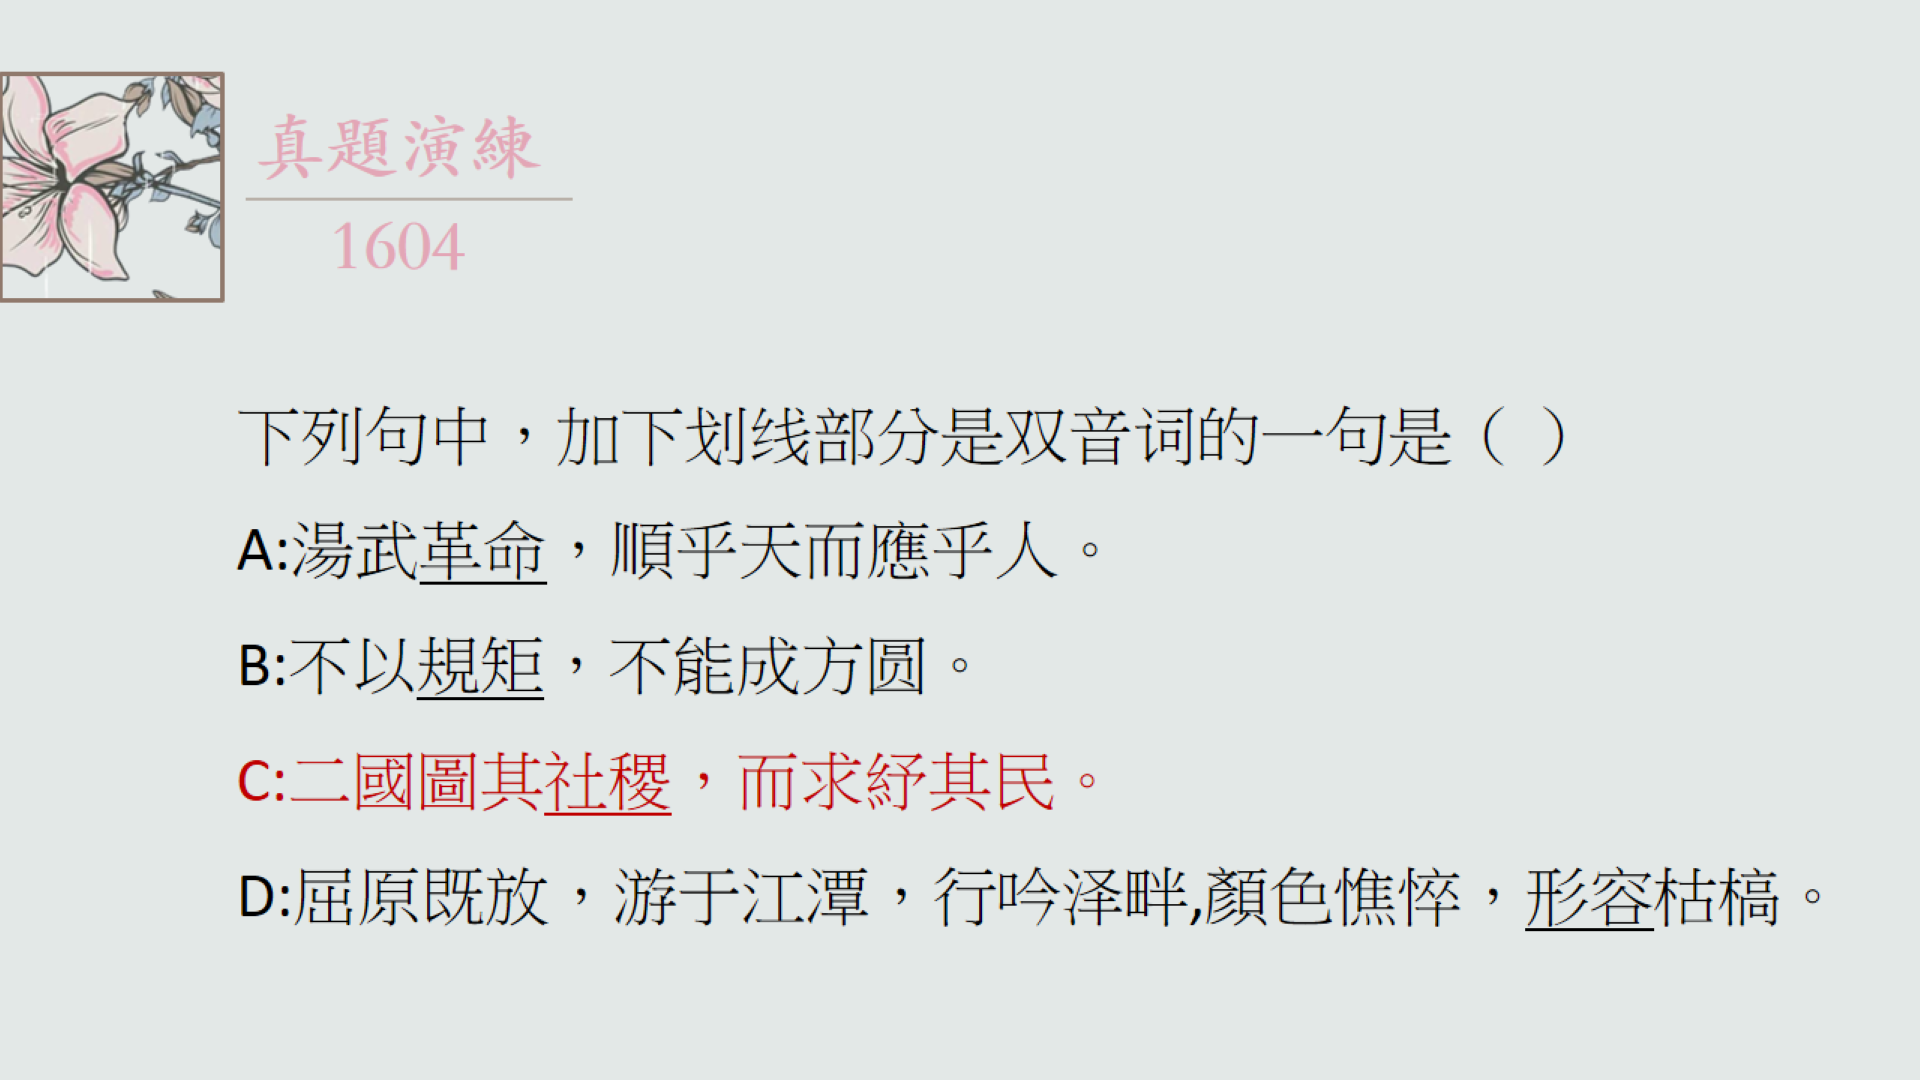 真題演練
1604
下列句中，加下划线部分是双音词的一句是（ ）
A:湯武革命，順乎天而應乎人。
B:不以規矩，不能成方圆。
C:二國圖其社稷，而求紓其民。
D:屈原既放，游于江潭，行吟泽畔,顏色憔悴，形容枯槁。